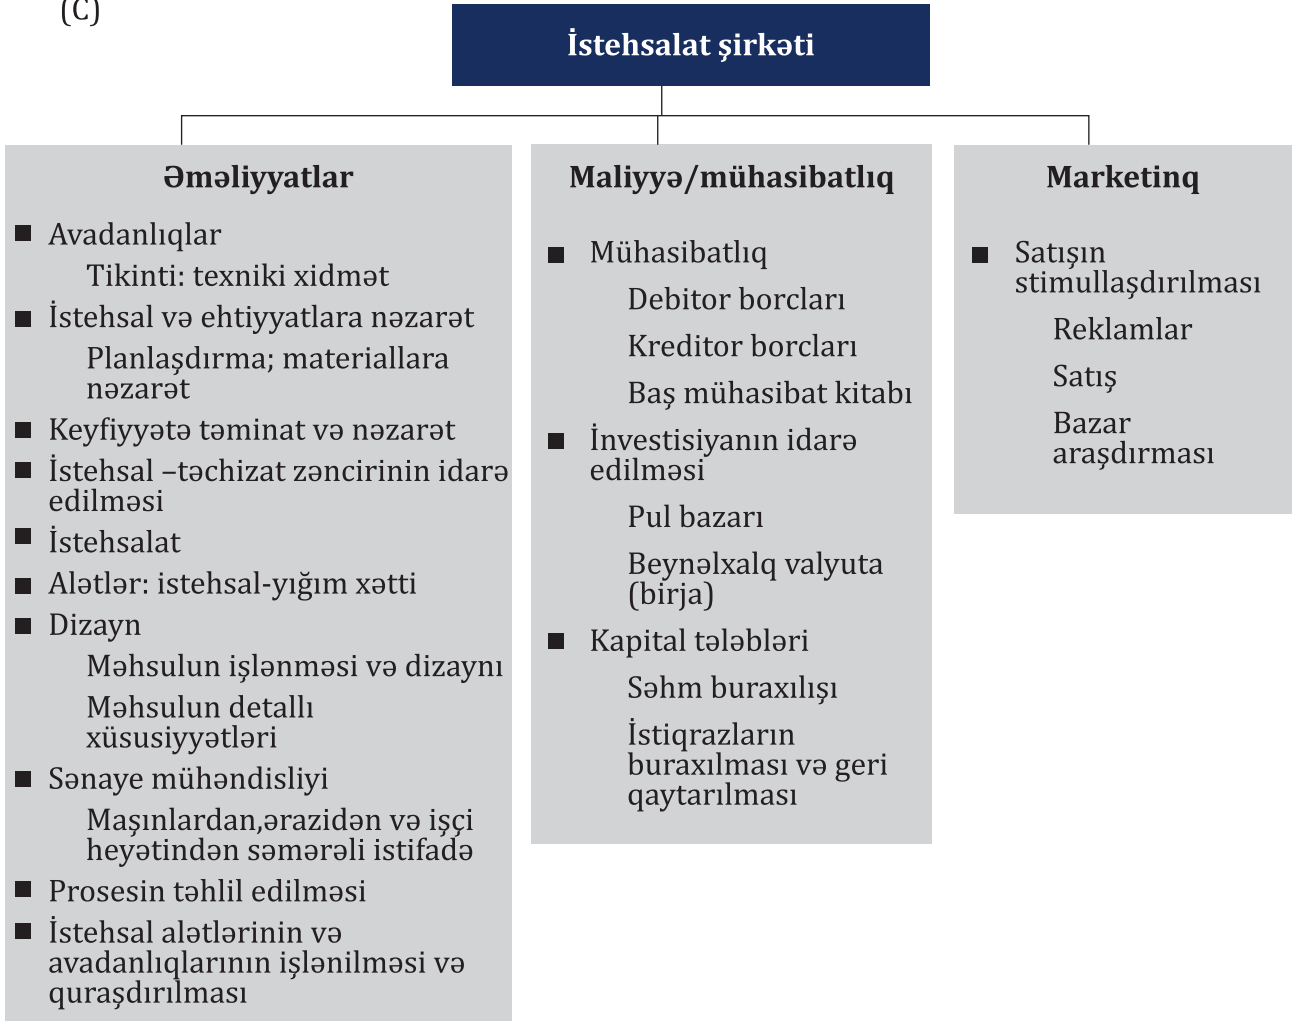 (C)
İstehsalat şirkəti
Əməliyyatlar
Avadanlıqlar
Tikinti: texniki xidmət
İstehsal və ehtiyyatlara nəzarət
Planlaşdırma; materiallara
nəzarət
Keyfiyyətə təminat və nəzarət
İstehsal –təchizat zəncirinin idarə
edilməsi
İstehsalat
Alətlər: istehsal-yığım xətti
Dizayn
Məhsulun işlənməsi və dizaynı
Məhsulun detallı
xüsusiyyətləri
Sənaye mühəndisliyi
Maşınlardan,ərazidən və işçi
heyətindən səmərəli istifadə
Prosesin təhlil edilməsi
İstehsal alətlərinin və
avadanlıqlarının işlənilməsi və
quraşdırılması
Maliyyə/mühasibatlıq
Mühasibatlıq
Debitor borcları
Kreditor borcları
Baş mühasibat kitabı
İnvestisiyanın idarə
edilməsi
Pul bazarı
Beynəlxalq valyuta
(birja)
Kapital tələbləri
Səhm buraxılışı
İstiqrazların
buraxılması və geri
qaytarılması
Marketinq
Satışın
stimullaşdırılması
Reklamlar
Satış
Bazar
araşdırması